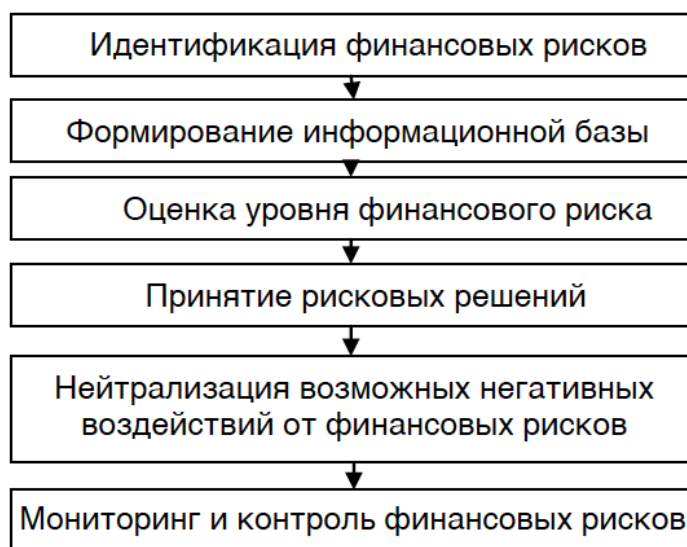 Идентификация финансовых рисков
Формирование информационной базы
Оценка уровня финансового риска
Принятие рисковых решений
Нейтрализация возможных негативных
воздействий от финансовых рисков
Мониторинг и контроль финансовых рисков